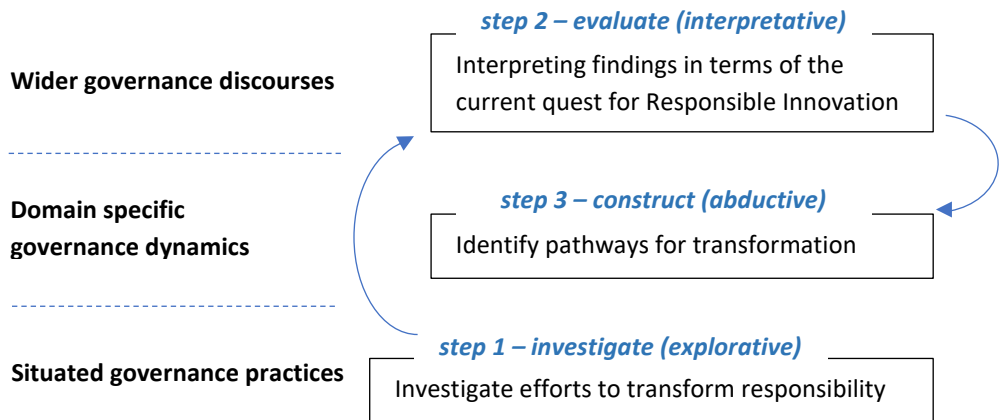 step 2 – evaluate (interpretative)
Wider governance discourses
Interpreting findings in terms of the
current quest for Responsible Innovation
step 3 – construct (abductive)
Domain specific
governance dynamics
Identify pathways for transformation
step 1 – investigate (explorative)
Situated governance practices
Investigate efforts to transform responsibility